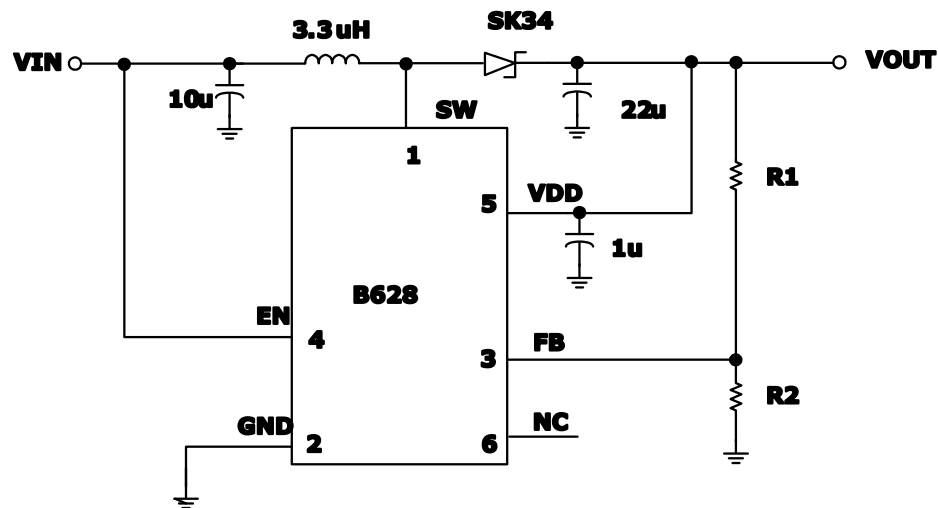 SK34
3.3uH
VIN
VOUT
10u
22u
SW
1
R1
5
VDD
1u
B628
EN
4
FB
3
R2
GND
2
NC
6